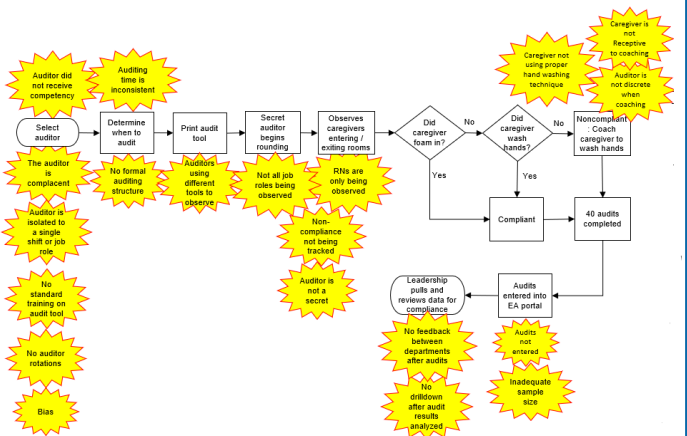 Caregiver is
not
Receptive
to coaching
Auditor did
not receive
competency
Auditing
time is
inconsistent
Caregiver not
using proper
hand washing
technique
Auditor is
not discrete
when
coaching
Select
auditor
Determine
when to
audit
Print audit
tool
Secret
auditor
begins
rounding
Observes
caregivers
entering /
exiting rooms
Did
caregiver
foam in?
No
Did
caregiver
wash
hands?
No
Noncompliant
: Coach
caregiver to
wash hands
Yes
Yes
The auditor
is
complacent
No formal
auditing
structure
Auditors
using
different
tools to
observe
Not all job
roles being
observed
RNs are
only being
observed
Auditor is
isolated to
a single
shift or job
role
Non-
compliance
not being
tracked
Compliant
40 audits
completed
Auditor is
not a
secret
No
standard
training on
audit tool
Leadership
pulls and
reviews data for
compliance
Audits
entered into
EA portal
No auditor
rotations
No feedback
between
departments
after audits
Audits
not
entered
Bias
No
drilldown
after audit
results
analyzed
Inadequate
sample
size